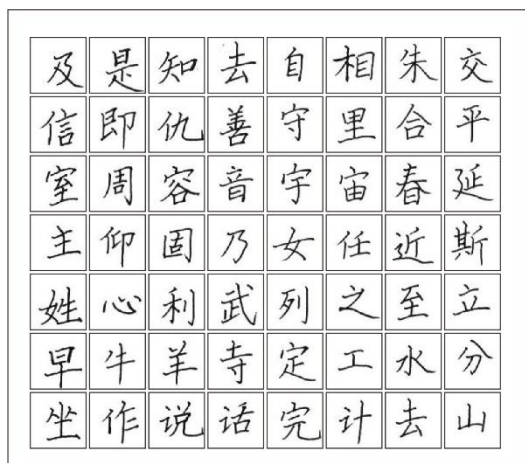 及是知去自相朱交
信即仇善守里合平
室周容音宇宙春延
主仰固乃女任近斯
姓心利武列之至立
早牛羊寺定工水分
坐作说话完计去山